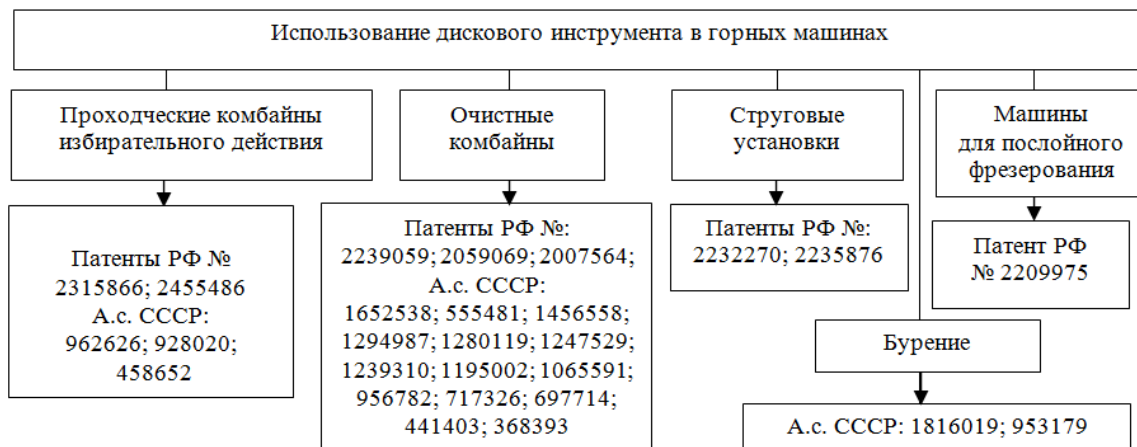 Использование дискового инструмента в горных машинах
Проходческие комбайны
избирательного действия
Очистные
комбайны
Струговые
установки
Машины
для послойного
фрезерования
Патенты РФ №
2315866; 2455486
А.с. СССР:
962626; 928020;
458652
Патенты РФ №:
2239059; 2059069; 2007564;
А.с. СССР:
1652538; 555481; 1456558;
1294987; 1280119; 1247529;
1239310; 1195002; 1065591;
956782; 717326; 697714;
441403; 368393
Патенты РФ №:
2232270; 2235876
Патент РФ
№ 2209975
Бурение
А.с. СССР: 1816019; 953179